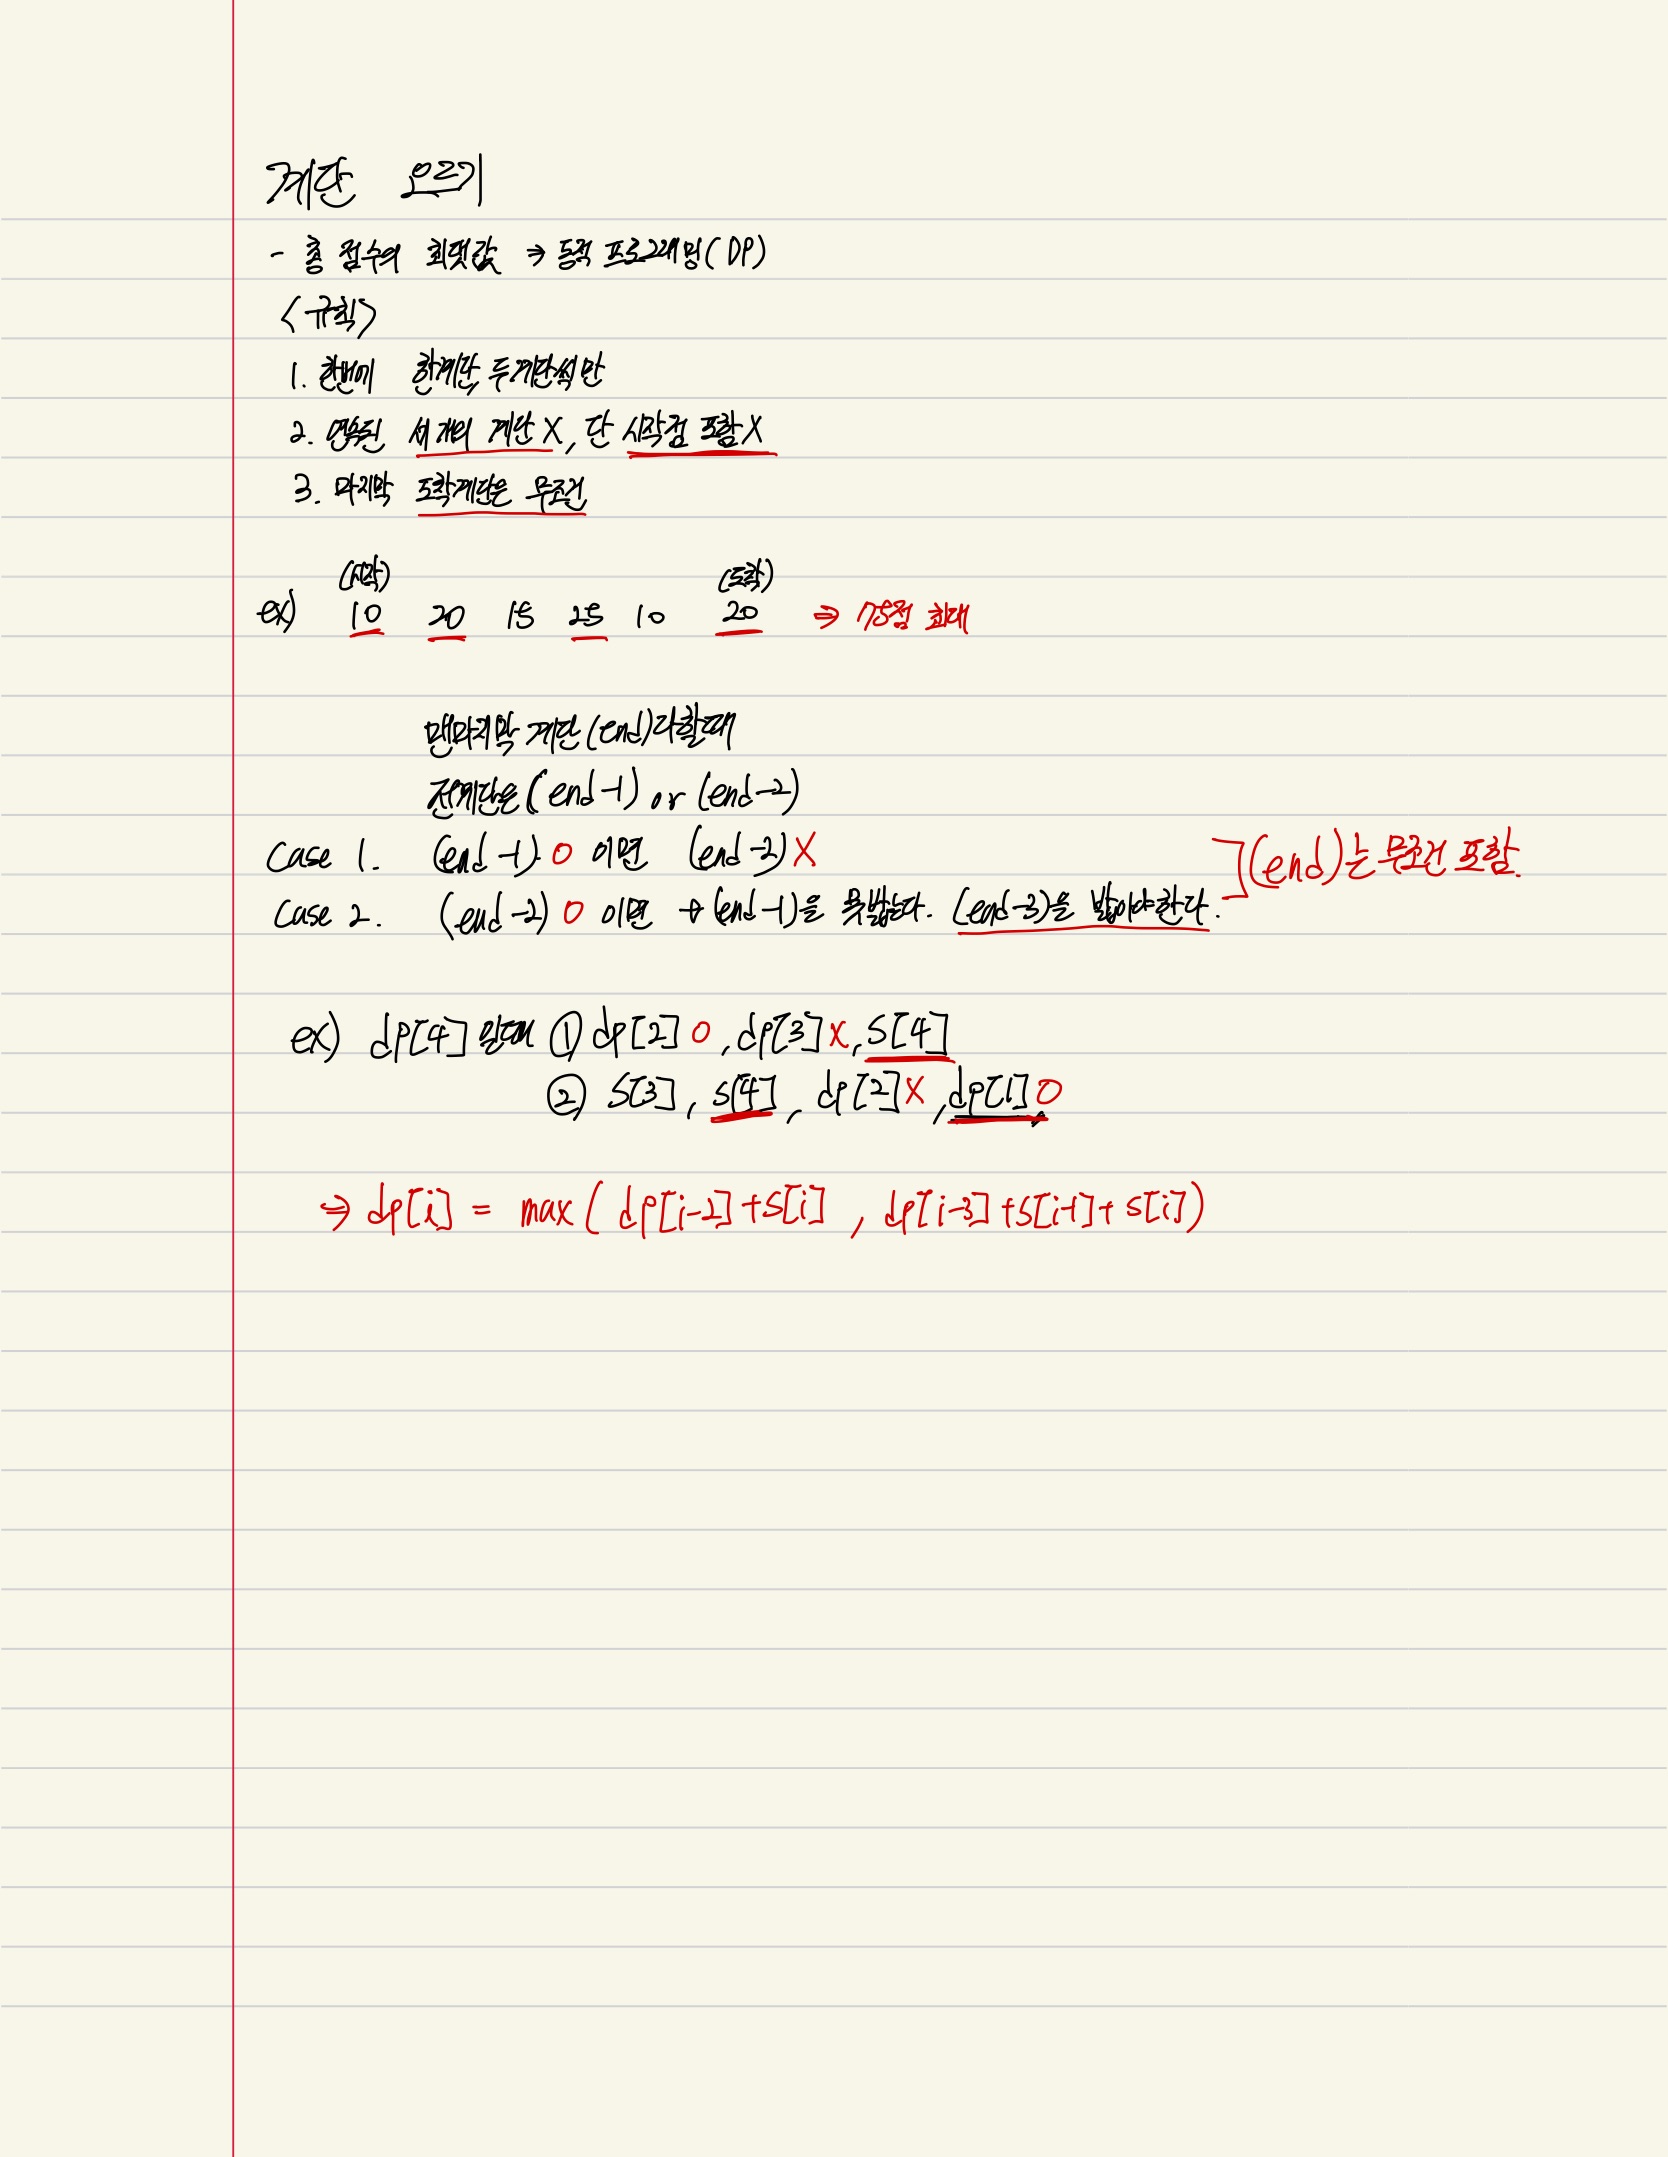 계단 오르기
- 총 점수의 최댓값 → 동적 프로그래밍(DP)
<규칙>
1. 한번에 한계단, 두계단씩만
2. 연속된 세개의 계단 X, 단 시작점 포함X
3. 마지막 도착계단은 무조건
(시작) (도착)
ex) 10 20 15 25 10 20 ⇒ 75점 최대
맨마지막 계단(end)다할때
전계단은 (end-1) or (end-2)
Case 1. (end-1) O 이면 (end-2)X
Case 2. (end-2) O 이면 → (end-1)을 못밟는다. (end-3)을 밟아야한다.
](end)는 무조건 포함.
ex) dp[4] 일때 ① dp[2] O, dp[3] X, S[4]
② S[3], S[4], dp[2] X, dp[1] O
⇒ dp[i] = max( dp[i-2]+S[i] , dp[i-3]+S[i-1]+S[i])